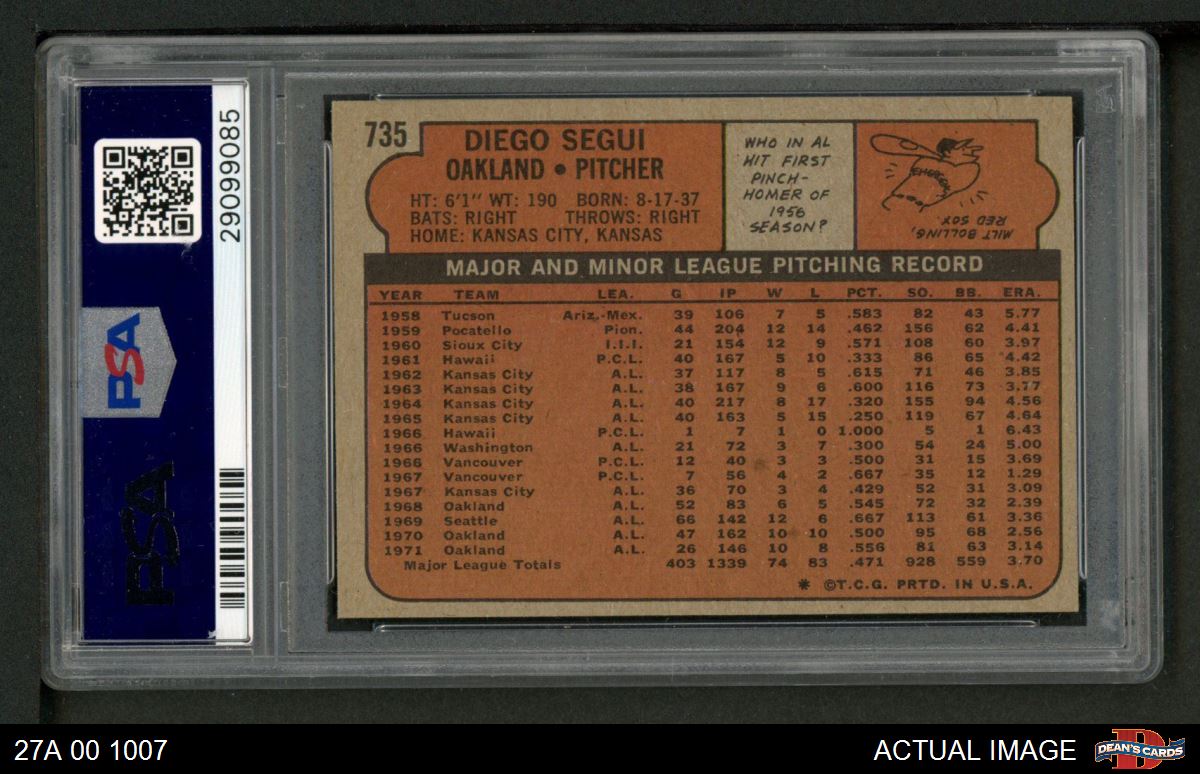 735
DIEGO SEGUI
OAKLAND • PITCHER
HT: 6'1" WT: 190 BORN: 8-17-37
BATS: RIGHT THROWS: RIGHT
HOME: KANSAS CITY, KANSAS
WHO IN AL
HIT FIRST
PINCH-
HOMER OF
1956
SEASON?
MILT BOLLING,
RED SOX.
MAJOR AND MINOR LEAGUE PITCHING RECORD
YEAR TEAM LEA. G IP W L PCT. SO. BB. ERA.
1958 Tucson Ariz.-Mex. 39 106 7 5 .583 82 43 5.77
1959 Pocatello Pion. 44 204 12 14 .462 156 62 4.41
1960 Sioux City I.I.I. 21 154 12 9 .571 108 60 3.97
1961 Hawaii P.C.L. 40 167 5 10 .333 86 65 4.42
1962 Kansas City A.L. 37 117 8 5 .615 71 46 3.85
1963 Kansas City A.L. 38 167 9 6 .600 116 73 3.77
1964 Kansas City A.L. 40 217 8 17 .320 155 94 4.56
1965 Kansas City A.L. 40 163 5 15 .250 119 67 4.64
1966 Hawaii P.C.L. 1 7 1 0 1.000 5 1 6.43
1966 Washington A.L. 21 72 3 7 .300 54 24 5.00
1966 Vancouver P.C.L. 12 40 3 3 .500 31 15 3.69
1967 Vancouver P.C.L. 7 56 4 2 .667 35 12 1.29
1967 Kansas City A.L. 36 70 3 4 .429 52 31 3.09
1968 Oakland A.L. 52 83 6 5 .545 72 32 2.39
1969 Seattle A.L. 66 142 12 6 .667 113 61 3.36
1970 Oakland A.L. 47 162 10 10 .500 95 68 2.56
1971 Oakland A.L. 26 146 10 8 .556 81 63 3.14
Major League Totals 403 1339 74 83 .471 928 559 3.70
* ©T.C.G. PRTD. IN U.S.A.
29099085
PSA
PSA
27A 00 1007
ACTUAL IMAGE
DEAN'S CARDS